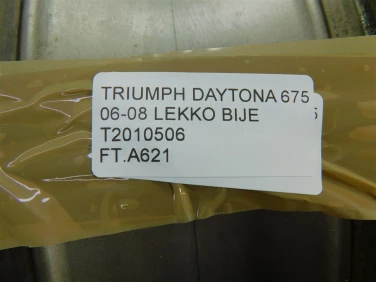 TRIUMPH DAYTONA 675
06-08 LEKKO BIJE
T2010506
FT.A621